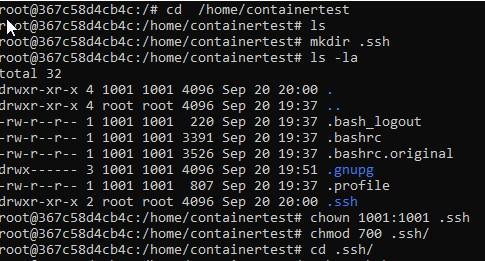 root@367c58d4cb4c:/# cd  /home/containertest
root@367c58d4cb4c:/home/containertest# ls
root@367c58d4cb4c:/home/containertest# mkdir .ssh
root@367c58d4cb4c:/home/containertest# ls -la
total 32
drwxr-xr-x 4 1001 1001 4096 Sep 20 20:00 .
drwxr-xr-x 4 root root 4096 Sep 20 19:37 ..
-rw-r--r-- 1 1001 1001  220 Sep 20 19:37 .bash_logout
-rw-r--r-- 1 1001 1001 3391 Sep 20 19:37 .bashrc
-rw-r--r-- 1 1001 1001 3526 Sep 20 19:37 .bashrc.original
drwx------ 3 1001 1001 4096 Sep 20 19:51 .gnupg
-rw-r--r-- 1 1001 1001  807 Sep 20 19:37 .profile
drwxr-xr-x 2 root root 4096 Sep 20 20:00 .ssh
root@367c58d4cb4c:/home/containertest# chown 1001:1001 .ssh
root@367c58d4cb4c:/home/containertest# chmod 700 .ssh/
root@367c58d4cb4c:/home/containertest# cd .ssh/